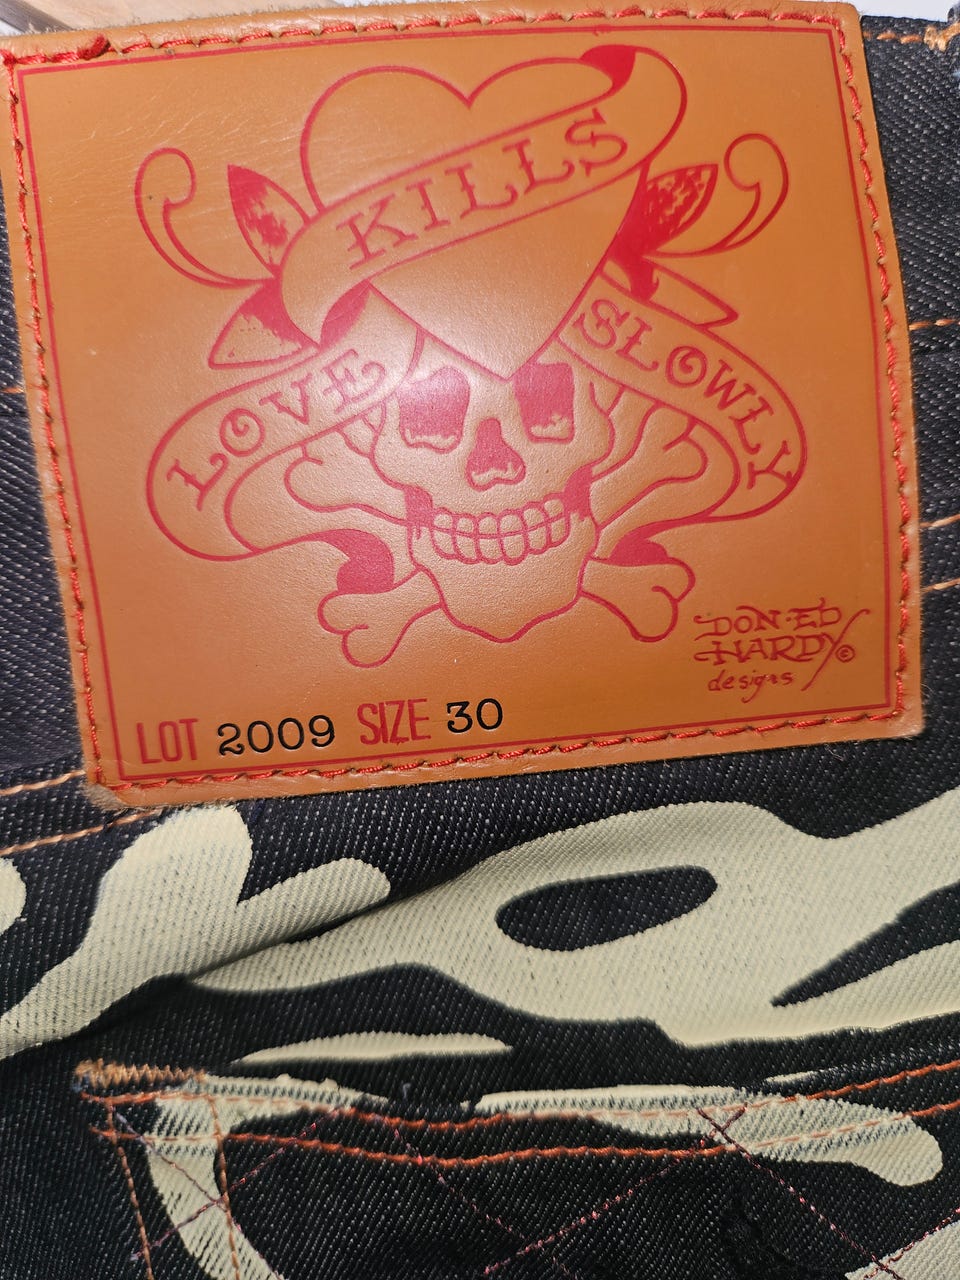 KILLS
LOVE
SLOWLY
DON·ED
HARDY©
designs
LOT 2009 SIZE 30